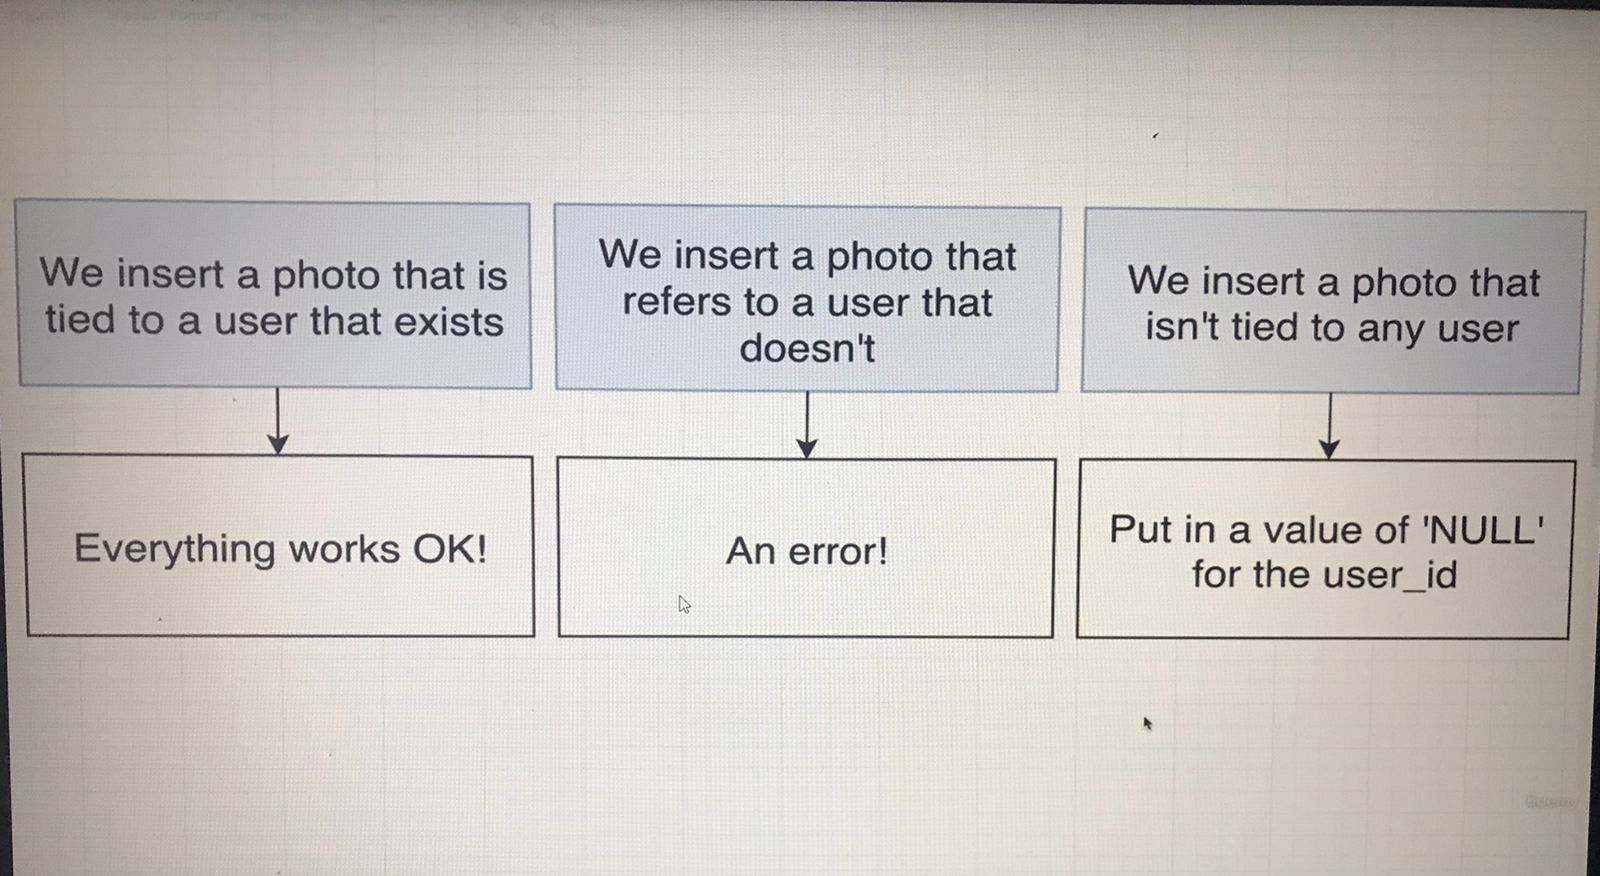 We insert a photo that is
tied to a user that exists
We insert a photo that
refers to a user that
doesn't
We insert a photo that
isn't tied to any user
Everything works OK!
An error!
Put in a value of 'NULL'
for the user_id
Udemy